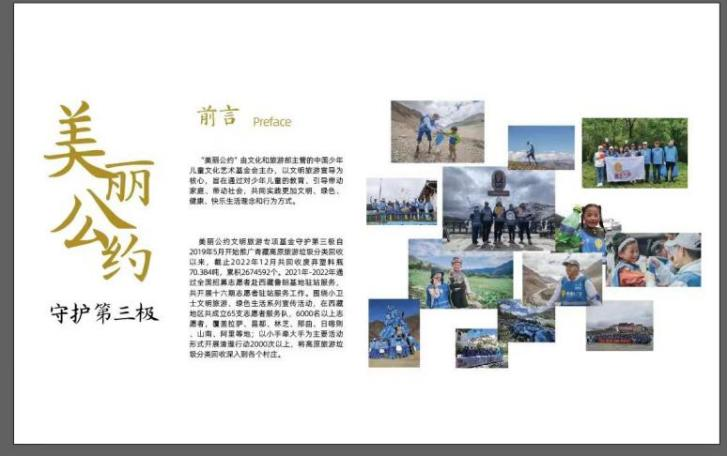 美丽公约
守护第三极
前言 Preface
“美丽公约”由文化和旅游部主管的中国少年
儿童文化艺术基金会主办，以文明旅游宣导为
核心，旨在通过对少年儿童的教育、引导带动
家庭、带动社会，共同实践更加文明、绿色、
健康、快乐生活理念和行为方式。
美丽公约文明旅游专项基金守护第三极自
2019年5月开始推广青藏高原旅游垃圾分类回收
以来，截止2022年12月共回收废弃塑料瓶
70.384吨，累积2674592个。2021年-2022年通
过全国招募志愿者赴西藏鲁朗基地驻站服务，
共开展十六期志愿者驻站服务工作。围绕小卫
士文明旅游、绿色生活系列宣传活动，在西藏
地区共成立65支志愿者服务队，6000名以上志
愿者，覆盖拉萨、昌都、林芝、那曲、日喀则
、山南、阿里等地；以小手牵大手为主要活动
形式开展清理行动2000次以上，将高原旅游垃
圾分类回收深入到各个村庄。